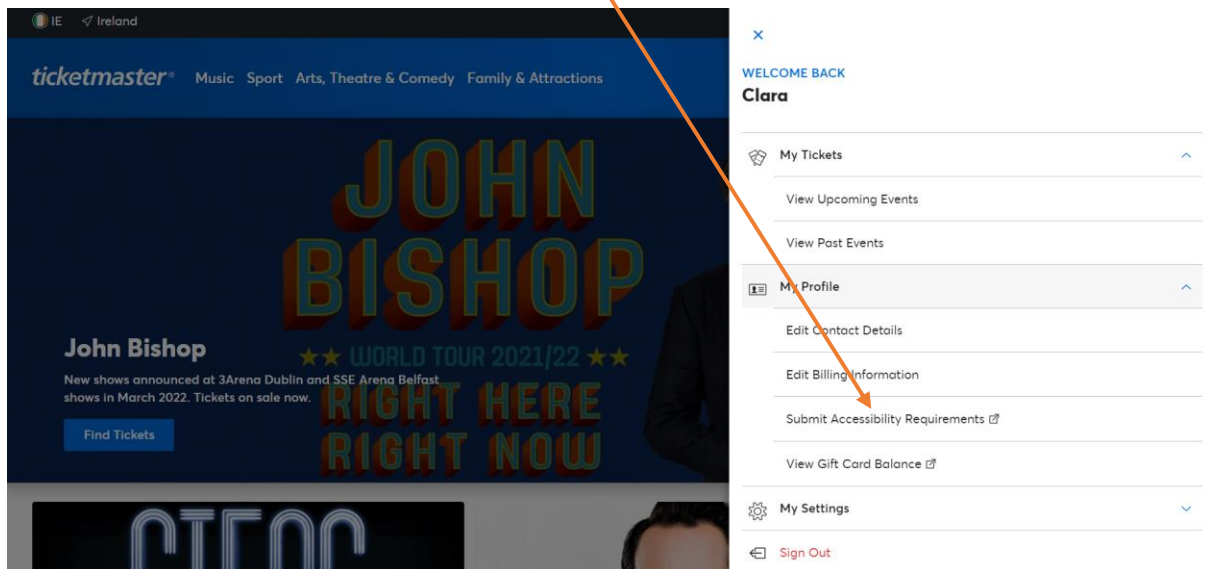 IE Ireland
ticketmaster® Music Sport Arts, Theatre & Comedy Family & Attractions
JOHN
BISHOP
★★ WORLD TOUR 2021/22 ★★
RIGHT HERE
RIGHT NOW
John Bishop
New shows announced at 3Arena Dublin and SSE Arena Belfast
shows in March 2022. Tickets on sale now.
Find Tickets
WELCOME BACK
Clara
My Tickets
View Upcoming Events
View Past Events
My Profile
Edit Contact Details
Edit Billing Information
Submit Accessibility Requirements
View Gift Card Balance
My Settings
Sign Out